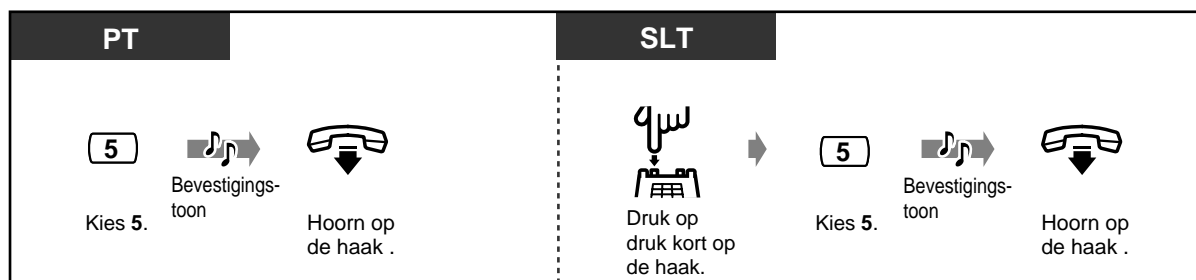 PT
5
Bevestigings-
toon
Kies 5.
Hoorn op
de haak .
SLT
Druk op
druk kort op
de haak.
5
Kies 5.
Bevestigings-
toon
Hoorn op
de haak .